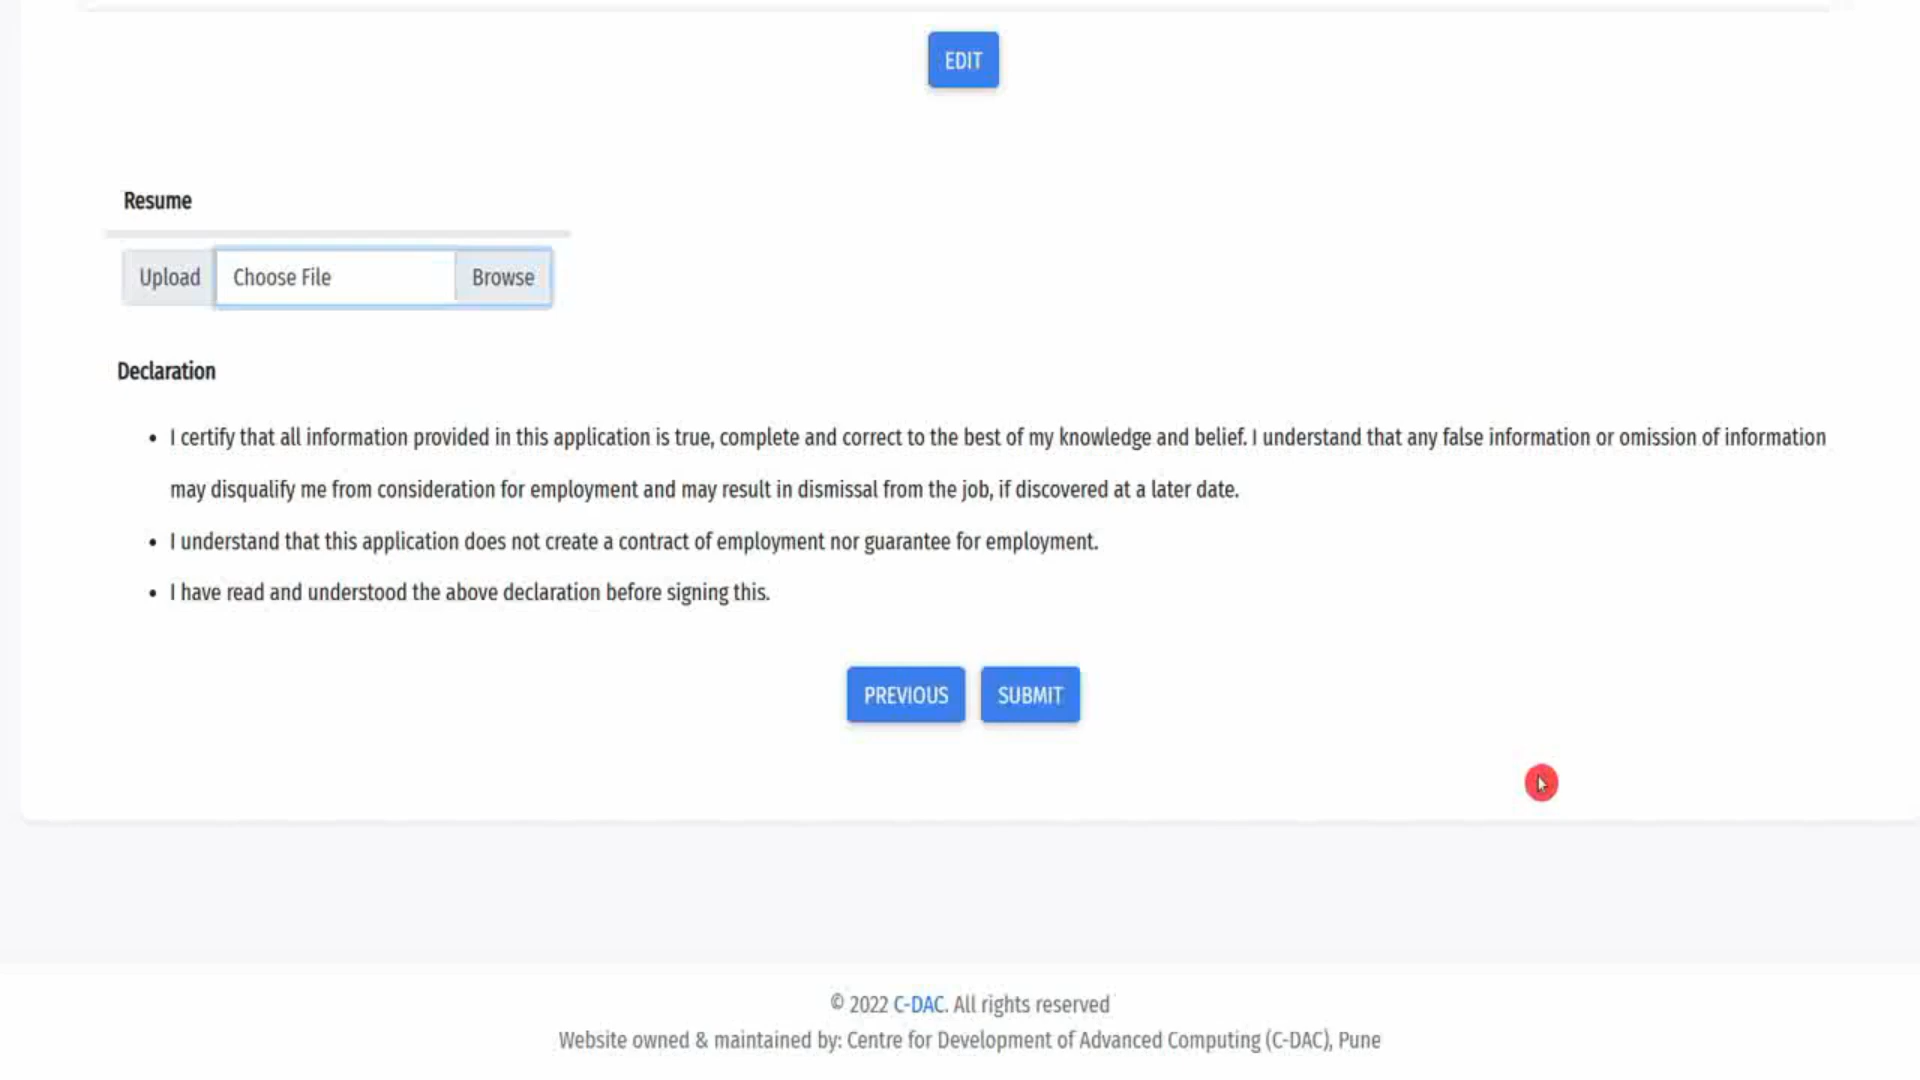 EDIT
Resume
Upload Choose File Browse
Declaration
• I certify that all information provided in this application is true, complete and correct to the best of my knowledge and belief. I understand that any false information or omission of information
may disqualify me from consideration for employment and may result in dismissal from the job, if discovered at a later date.
• I understand that this application does not create a contract of employment nor guarantee for employment.
• I have read and understood the above declaration before signing this.
PREVIOUS SUBMIT
© 2022 C-DAC. All rights reserved
Website owned & maintained by: Centre for Development of Advanced Computing (C-DAC), Pune